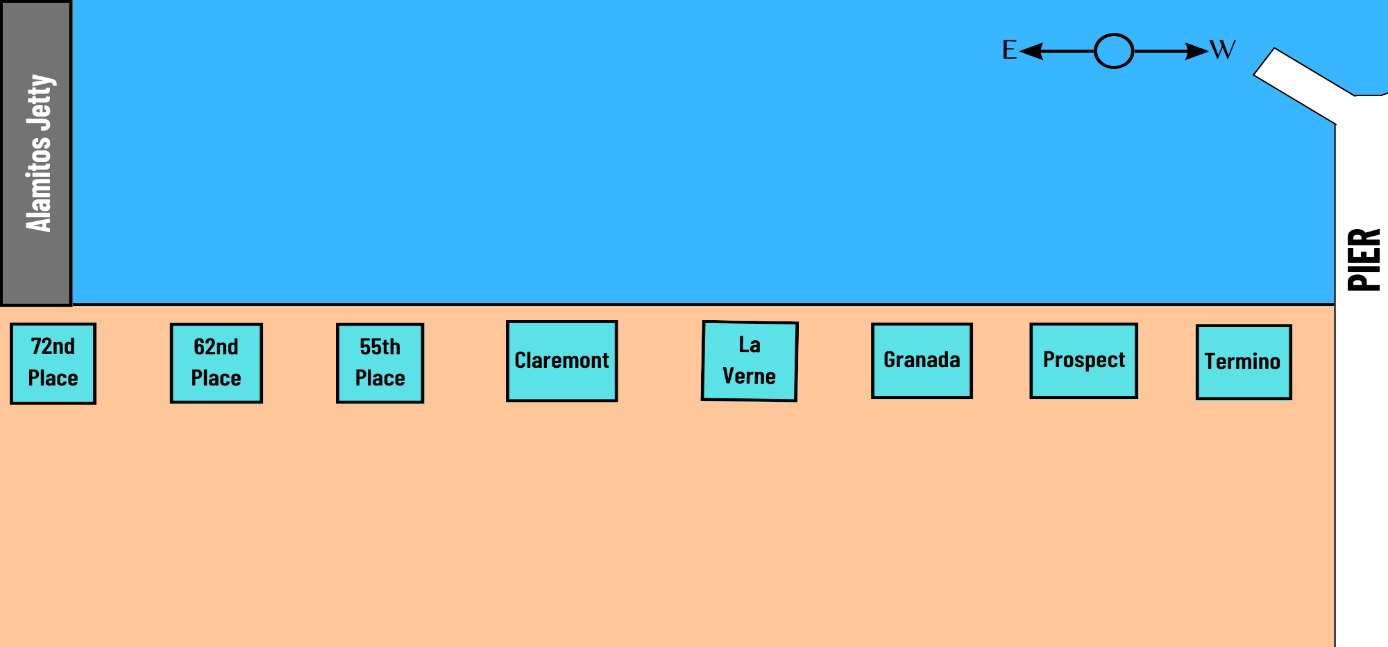 Alamitos Jetty
E
W
PIER
72nd
Place
62nd
Place
55th
Place
Claremont
La
Verne
Granada
Prospect
Termino